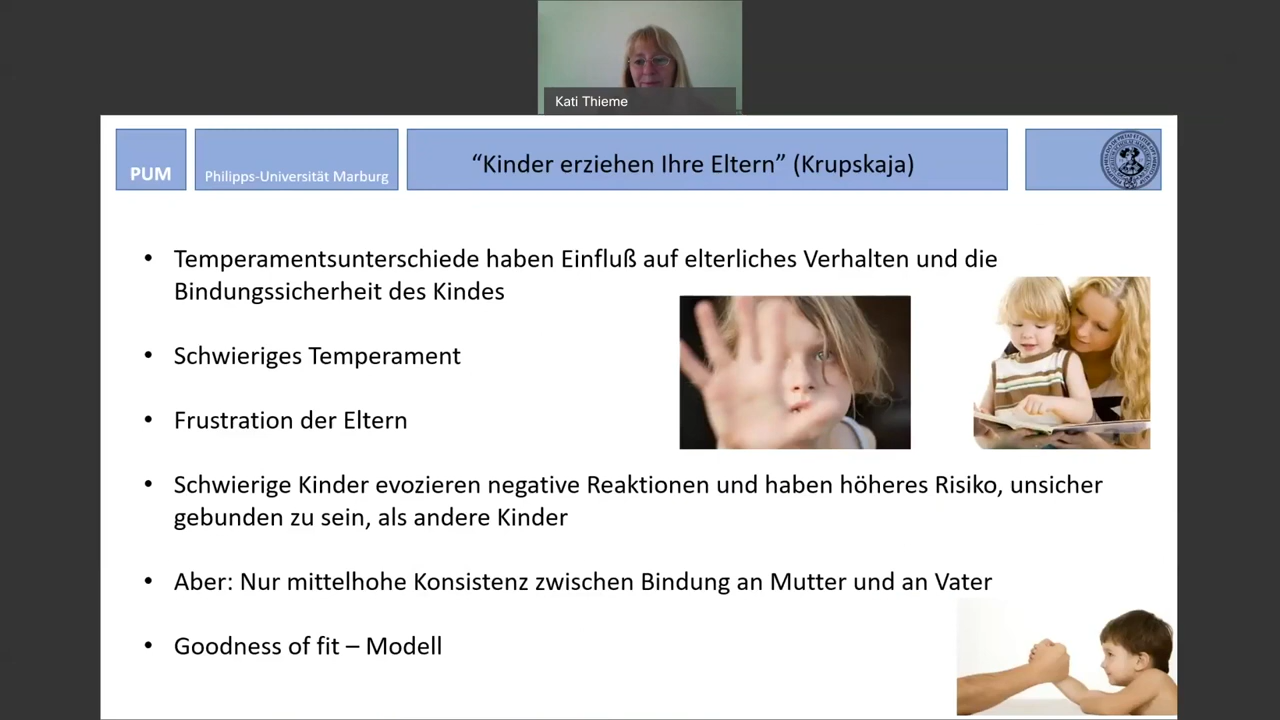 Kati Thieme
PUM
Philipps-Universität Marburg
“Kinder erziehen Ihre Eltern” (Krupskaja)
• Temperamentsunterschiede haben Einfluß auf elterliches Verhalten und die
Bindungssicherheit des Kindes
• Schwieriges Temperament
• Frustration der Eltern
• Schwierige Kinder evozieren negative Reaktionen und haben höheres Risiko, unsicher
gebunden zu sein, als andere Kinder
• Aber: Nur mittelhohe Konsistenz zwischen Bindung an Mutter und an Vater
• Goodness of fit – Modell